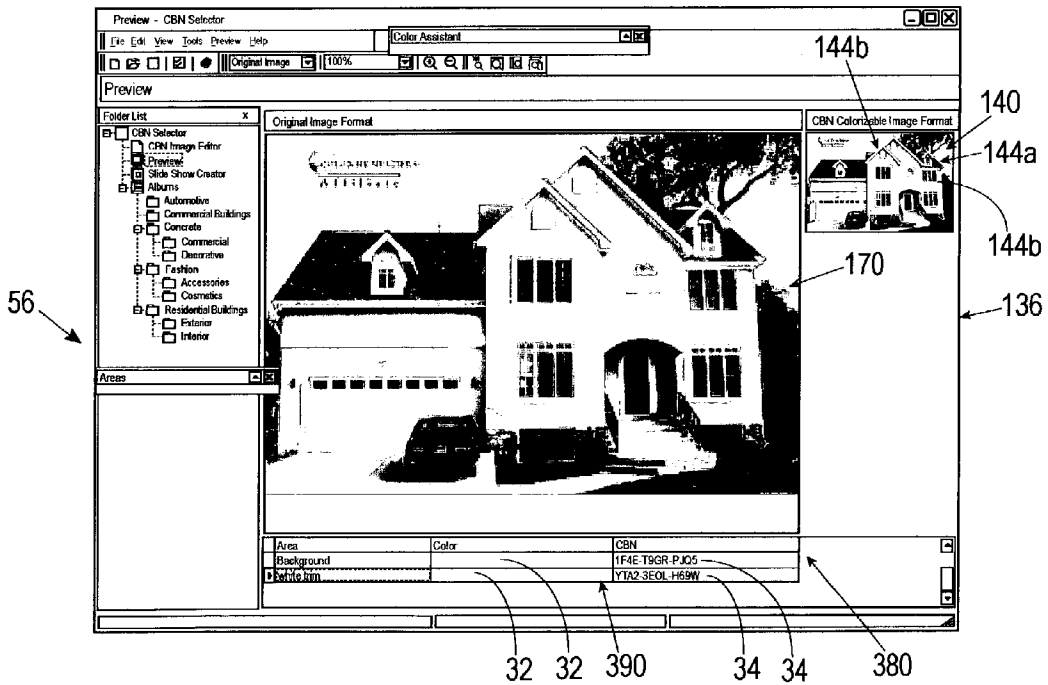 Preview - CBN Selector
File Edit View Tools Preview Help
Color Assistant
Original Image
100%
Preview
Folder List x
CBN Selector
CBN Image Editor
Preview
Slide Show Creator
Albums
Automotive
Commercial Buildings
Concrete
Commercial
Decorative
Fashion
Accessories
Cosmetics
Residential Buildings
Exterior
Interior
Areas
Original Image Format
CBN Colorizable Image Format
Area Color CBN
Background 1F4E-T9GR-PJQ5
white trim YTA2-3EOL-H69W
144b
140
144a
144b
170
136
56
32 32 390 34 34 380